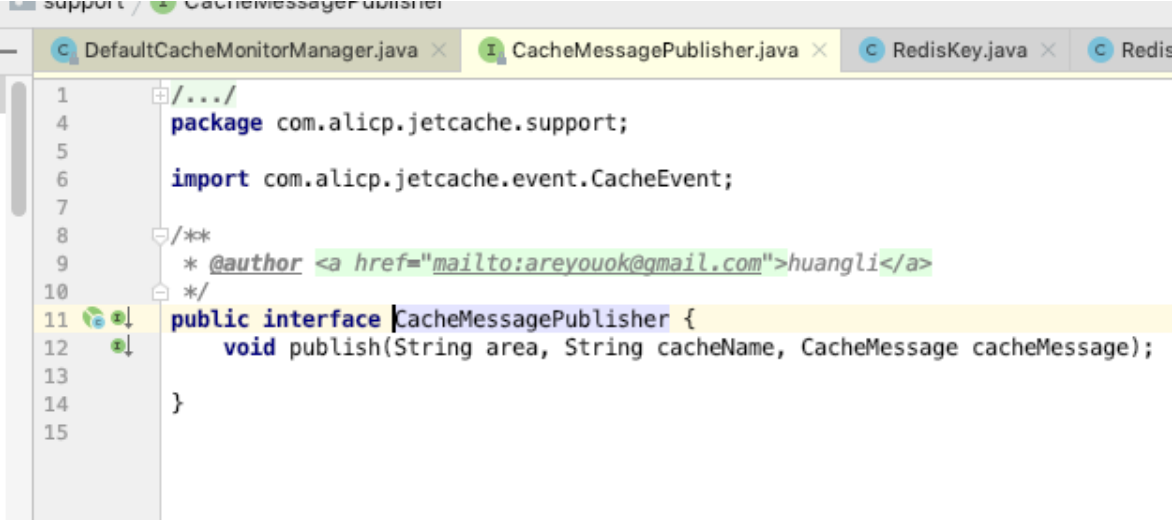 support / CacheMessagePublisher
DefaultCacheMonitorManager.java CacheMessagePublisher.java RedisKey.java
1 /.../
4 package com.alicp.jetcache.support;
5
6 import com.alicp.jetcache.event.CacheEvent;
7
8 /**
9 * @author <a href="mailto:areyouok@gmail.com">huangli</a>
10 */
11 public interface CacheMessagePublisher {
12 void publish(String area, String cacheName, CacheMessage cacheMessage);
13
14 }
15